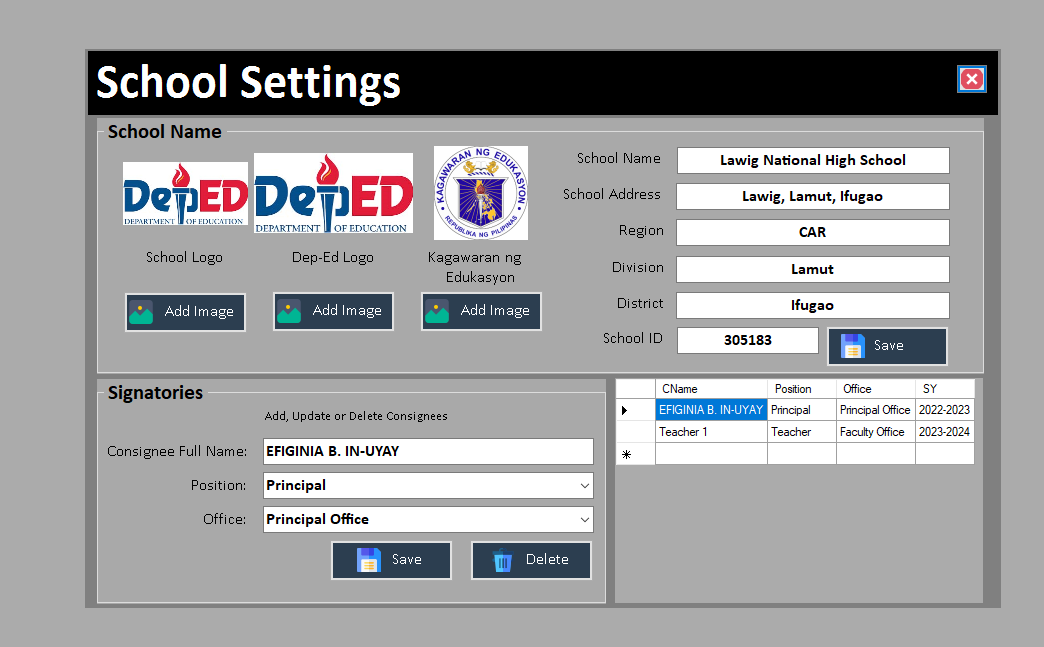 School Settings
School Name
DepED
DEPARTMENT OF EDUCATION
DepED
DEPARTMENT OF EDUCATION
KAGAWARAN NG EDUKASYON
REPUBLIKA NG PILIPINAS
School Logo
Dep-Ed Logo
Kagawaran ng
Edukasyon
Add Image
Add Image
Add Image
School Name Lawig National High School
School Address Lawig, Lamut, Ifugao
Region CAR
Division Lamut
District Ifugao
School ID 305183 Save
Signatories
Add, Update or Delete Consignees
Consignee Full Name: EFIGINIA B. IN-UYAY
Position: Principal
Office: Principal Office
Save Delete
CName Position Office SY
EFIGINIA B. IN-UYAY Principal Principal Office 2022-2023
Teacher 1 Teacher Faculty Office 2023-2024